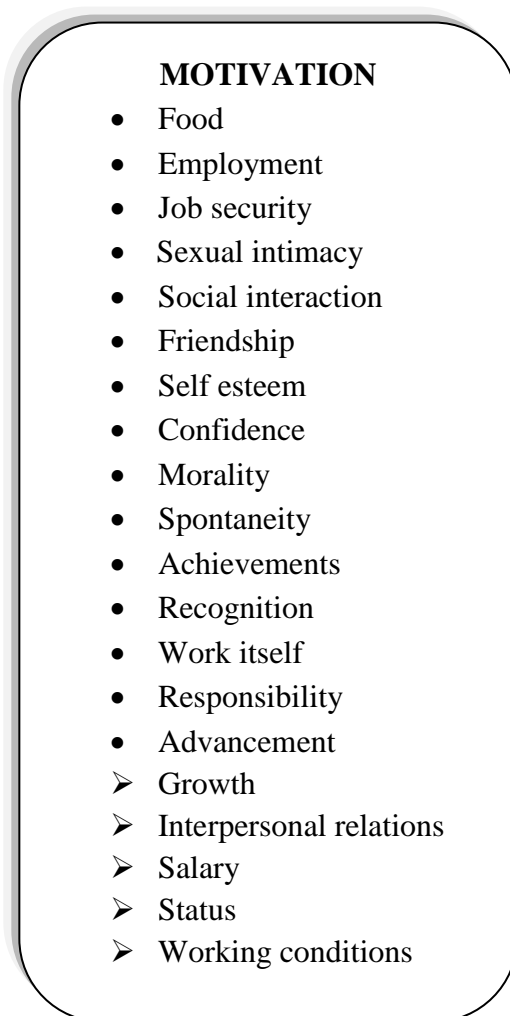 MOTIVATION
• Food
• Employment
• Job security
• Sexual intimacy
• Social interaction
• Friendship
• Self esteem
• Confidence
• Morality
• Spontaneity
• Achievements
• Recognition
• Work itself
• Responsibility
• Advancement
➢ Growth
➢ Interpersonal relations
➢ Salary
➢ Status
➢ Working conditions